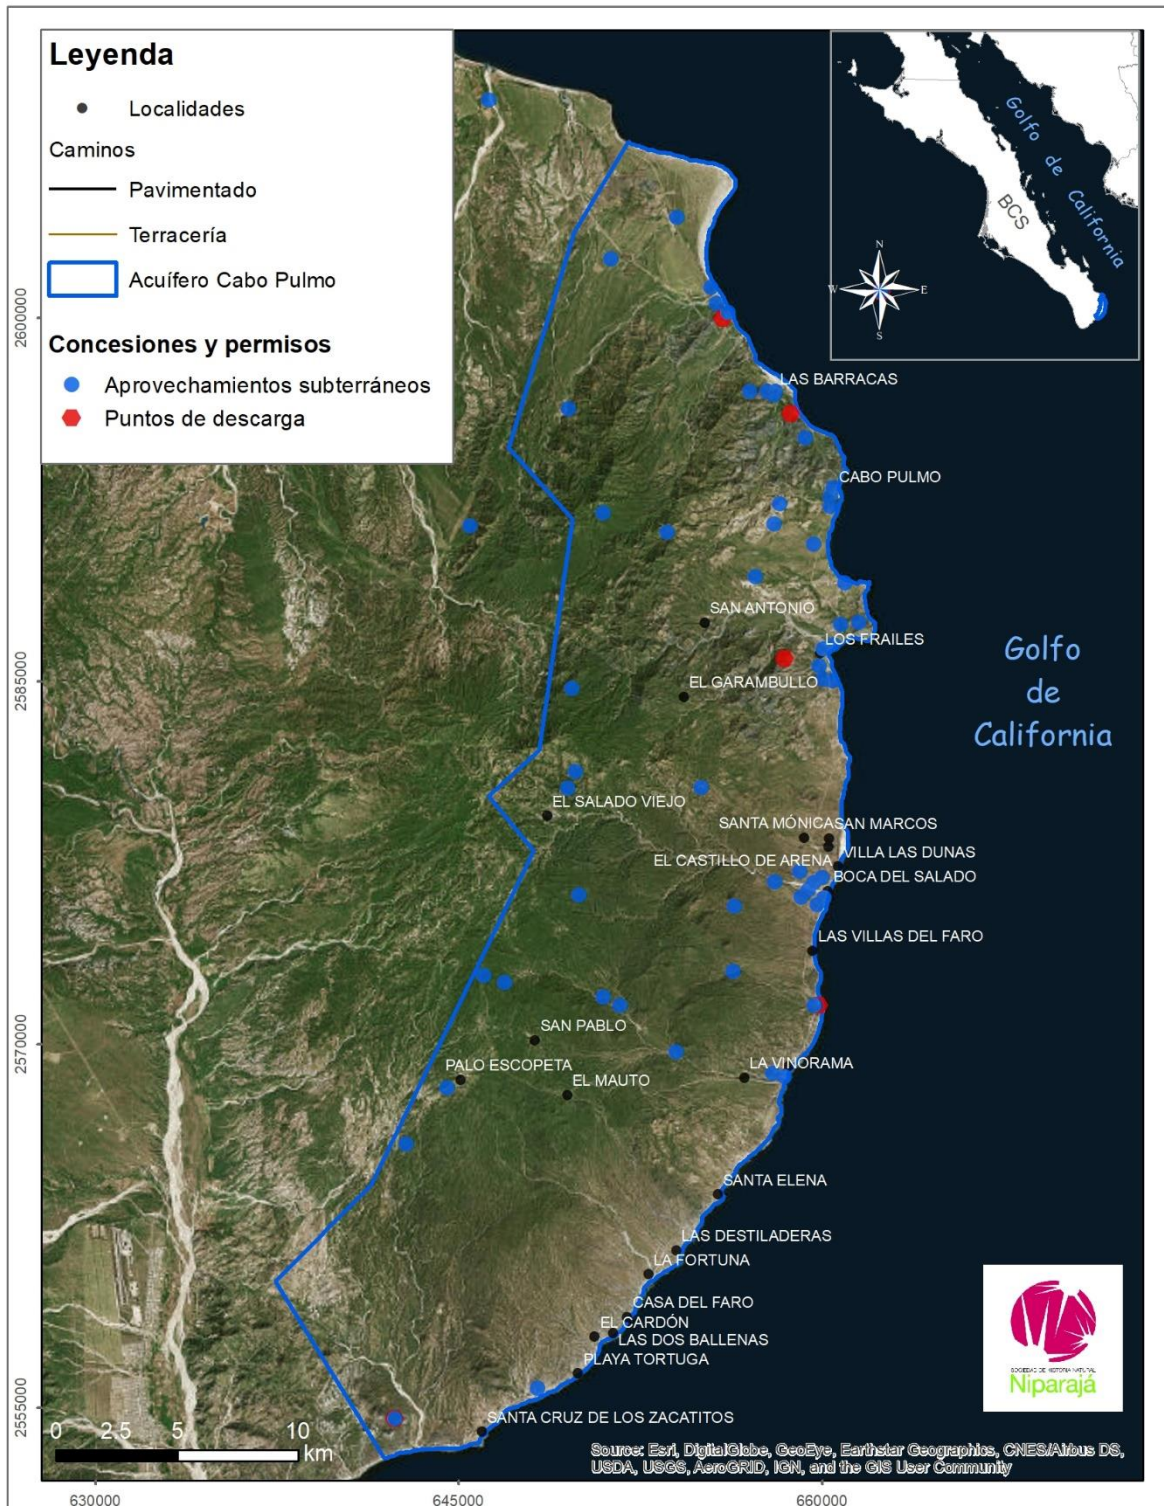 Leyenda
Localidades
Caminos
Pavimentado
Terracería
Acuífero Cabo Pulmo
Concesiones y permisos
Aprovechamientos subterráneos
Puntos de descarga
Golfo de California
BCS
N
W E
S
2600000
LAS BARRACAS
CABO PULMO
SAN ANTONIO
LOS FRAILES
Golfo
de
California
2585000
EL GARAMBULLO
EL SALADO VIEJO
SANTA MÓNICA
SAN MARCOS
VILLA LAS DUNAS
EL CASTILLO DE ARENA
BOCA DEL SALADO
LAS VILLAS DEL FARO
2570000
SAN PABLO
PALO ESCOPETA
LA VINORAMA
EL MAUTO
SANTA ELENA
LAS DESTILADERAS
LA FORTUNA
CASA DEL FARO
EL CARDÓN
LAS DOS BALLENAS
PLAYA TORTUGA
SOCIEDAD DE HISTORIA NATURAL
Niparajá
2555000
SANTA CRUZ DE LOS ZACATITOS
0 2.5 5 10
km
Source: Esri, DigitalGlobe, GeoEye, Earthstar Geographics, CNES/Airbus DS,
USDA, USGS, AeroGRID, IGN, and the GIS User Community
630000 645000 660000